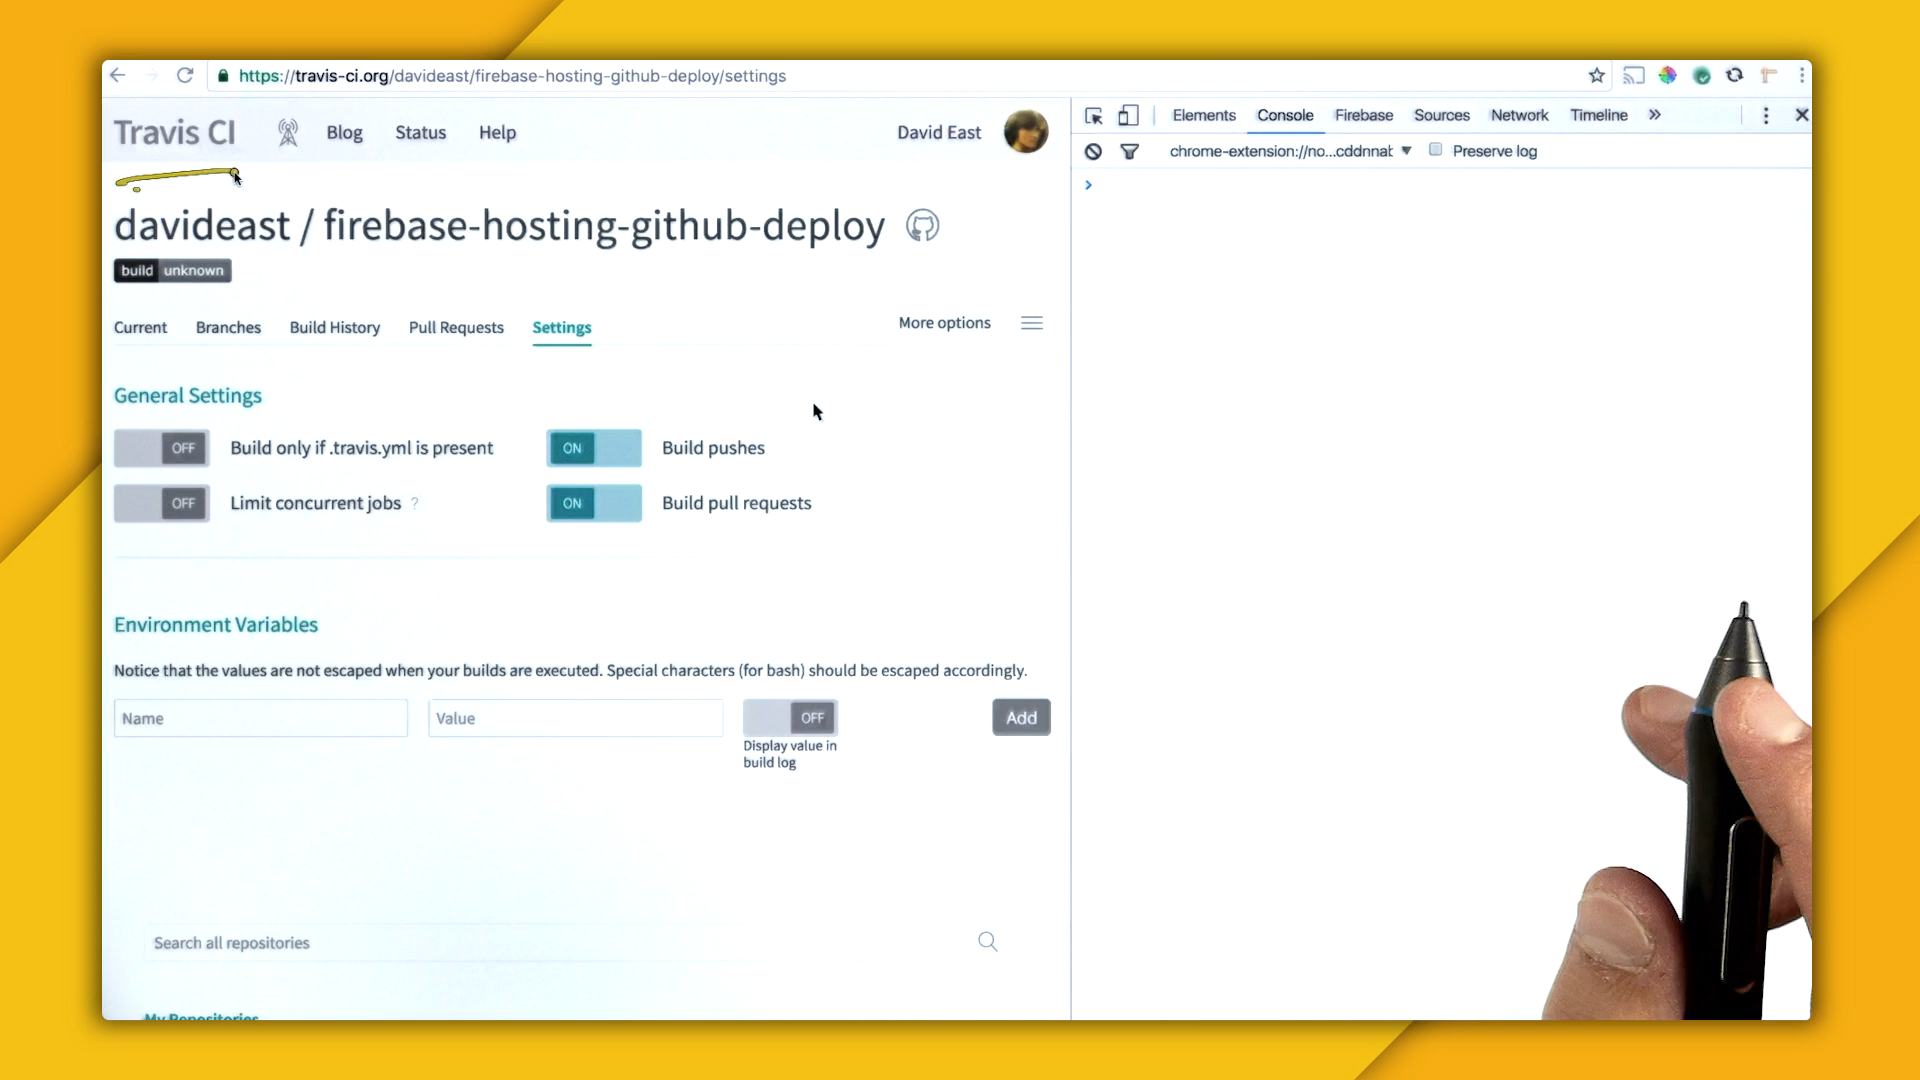 https://travis-ci.org/davideast/firebase-hosting-github-deploy/settings
Travis CI Blog Status Help David East
Elements Console Firebase Sources Network Timeline »
chrome-extension://no...cddnnab Preserve log
davideast / firebase-hosting-github-deploy
build unknown
Current Branches Build History Pull Requests Settings More options
General Settings
OFF Build only if .travis.yml is present ON Build pushes
OFF Limit concurrent jobs ? ON Build pull requests
Environment Variables
Notice that the values are not escaped when your builds are executed. Special characters (for bash) should be escaped accordingly.
Name Value OFF Add
Display value in
build log
Search all repositories
My Repositories